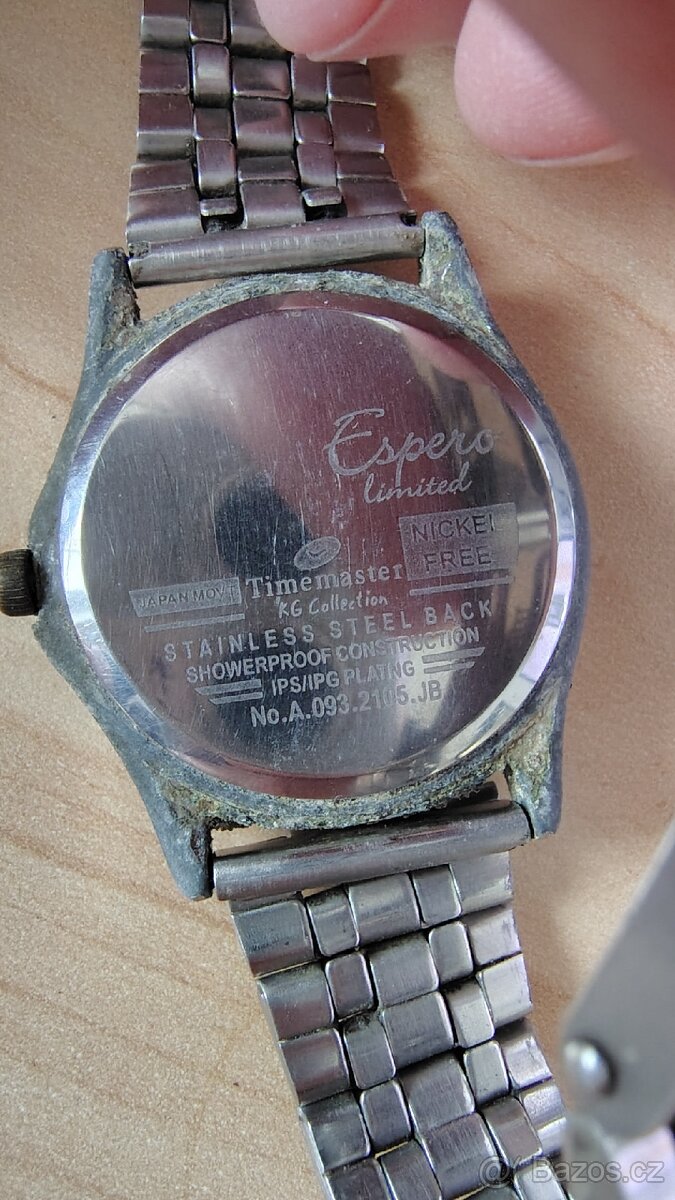 Espero
limited
NICKEL
FREE
JAPAN MOV'T
Timemaster
KG Collection
STAINLESS STEEL BACK
SHOWERPROOF CONSTRUCTION
IPS/IPG PLATING
No.A.093.2105.JB
@ Bazos.cz